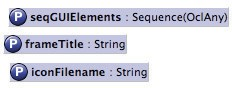 P seqGUIElements : Sequence(OclAny)
P frameTitle : String
P iconFilename : String